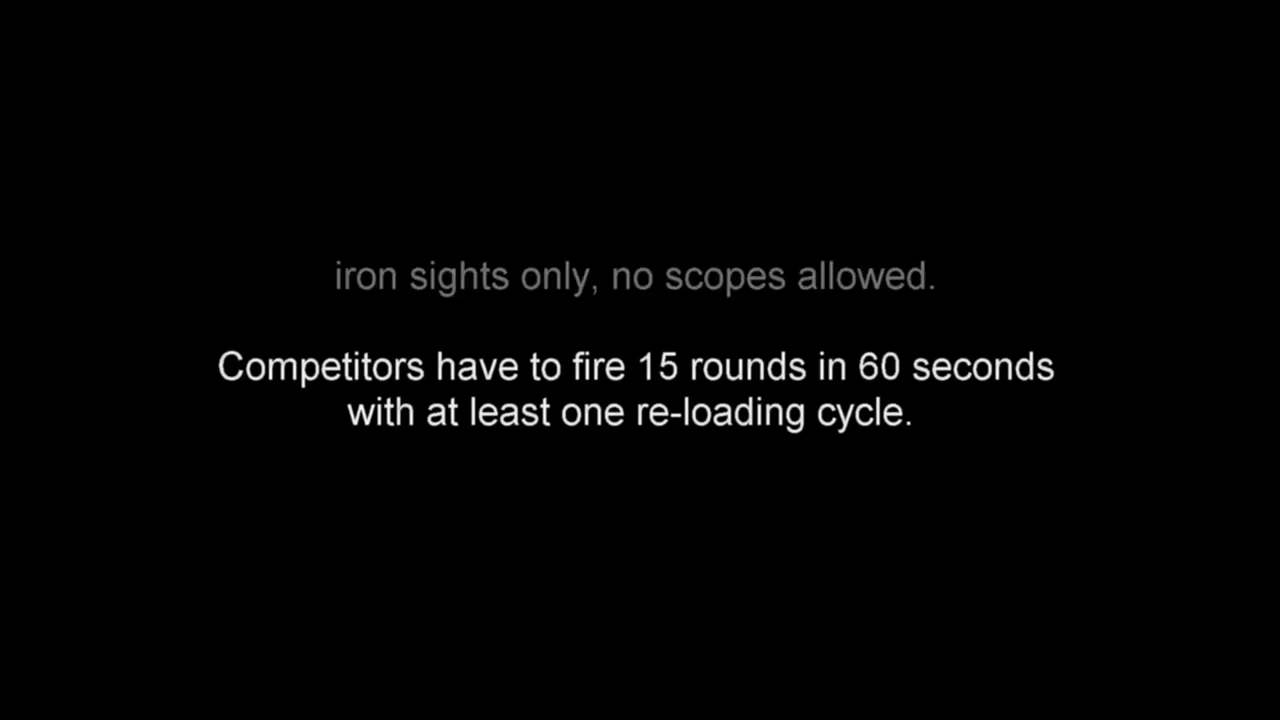 iron sights only, no scopes allowed.
Competitors have to fire 15 rounds in 60 seconds
with at least one re-loading cycle.